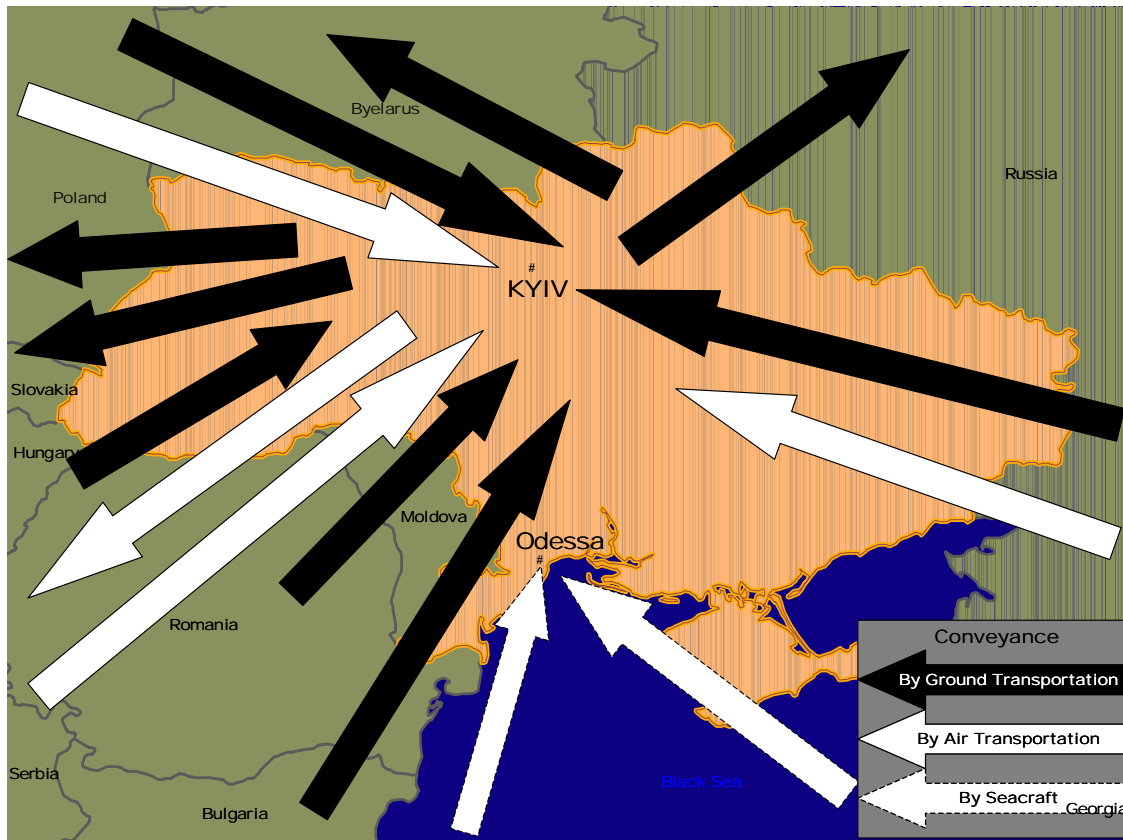 Byelarus
Russia
Poland
#
KYIV
Slovakia
Hungary
Moldova
Odessa
#
Romania
Conveyance
By Ground Transportation
By Air Transportation
By Seacraft
Georgia
Serbia
Black Sea
Bulgaria